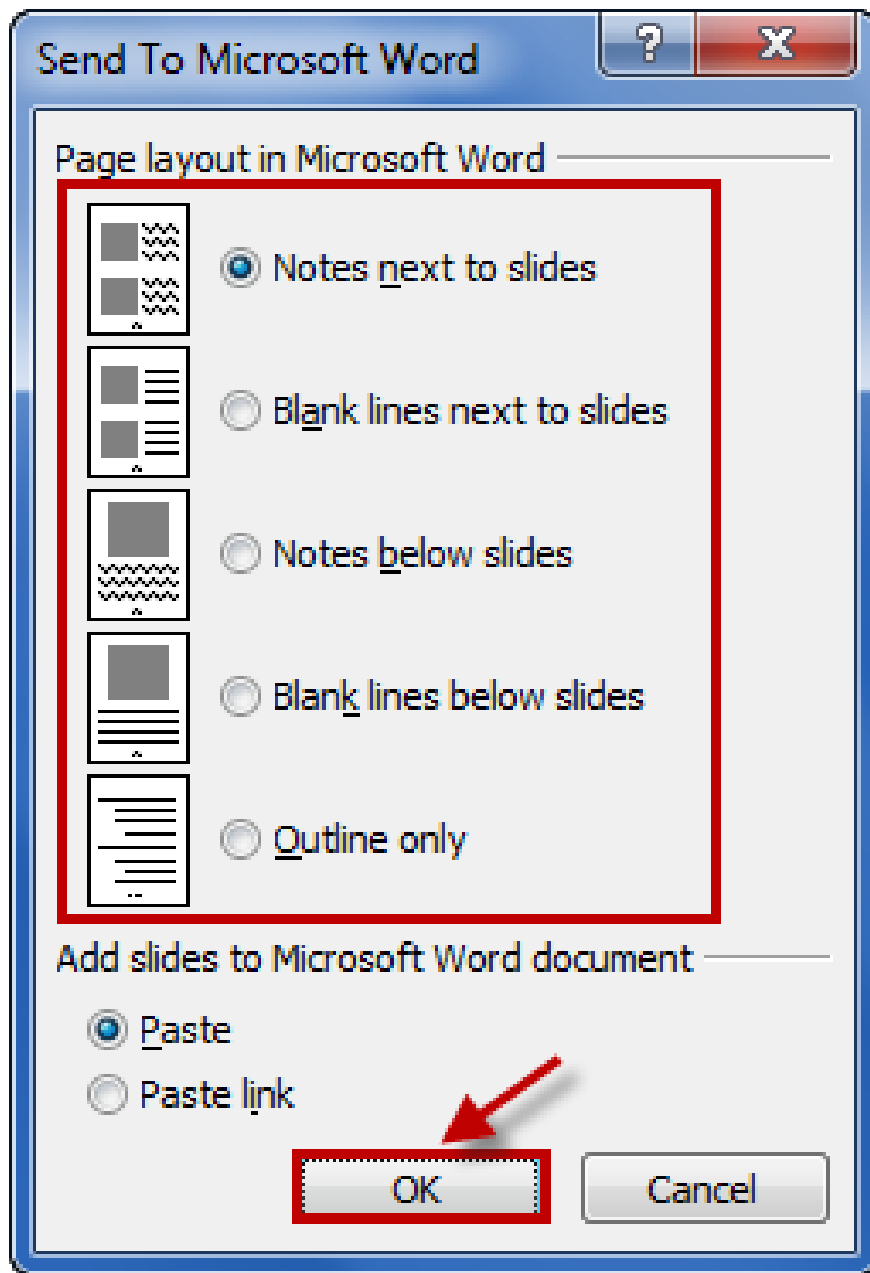 Send To Microsoft Word
?
X
Page layout in Microsoft Word
Notes next to slides
Blank lines next to slides
Notes below slides
Blank lines below slides
Outline only
Add slides to Microsoft Word document
Paste
Paste link
OK Cancel